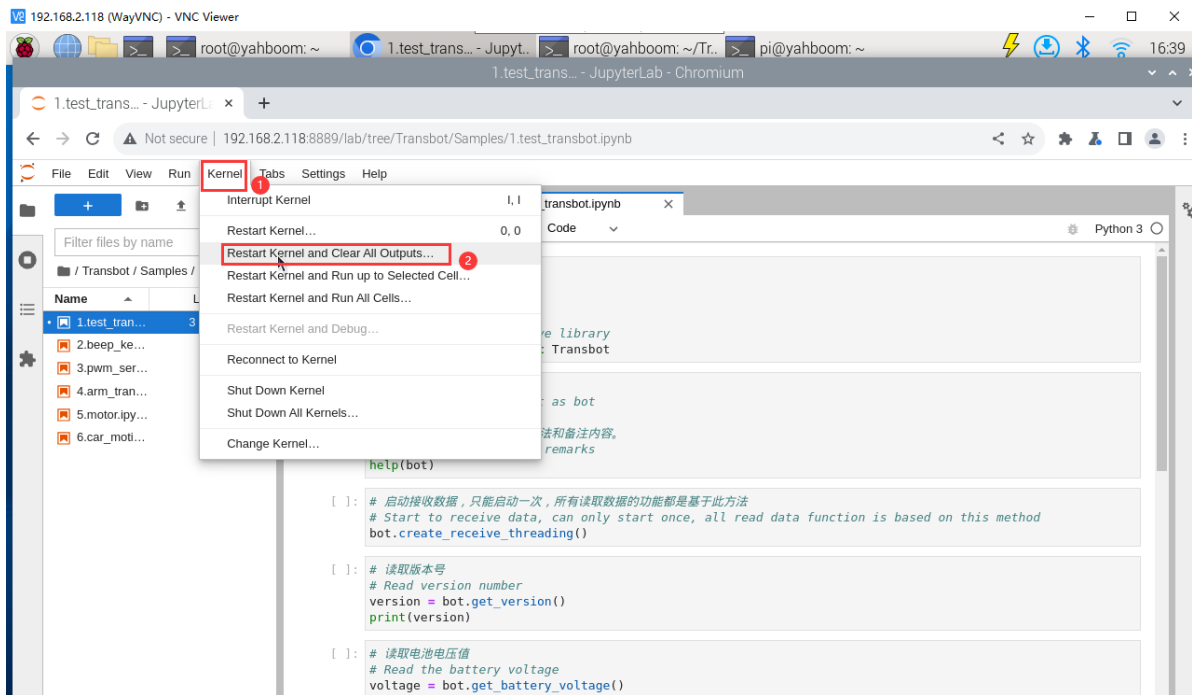 192.168.2.118 (WayVNC) - VNC Viewer
root@yahboom: ~
1.test_trans... - Jupyt..
root@yahboom: ~/Tr..
pi@yahboom: ~
16:39
1.test_trans... - JupyterLab - Chromium
1.test_trans... - JupyterLa
Not secure
192.168.2.118:8889/lab/tree/Transbot/Samples/1.test_transbot.ipynb
File Edit View Run Kernel Tabs Settings Help
1
Interrupt Kernel I, I
Restart Kernel… 0, 0
Restart Kernel and Clear All Outputs…
2
Restart Kernel and Run up to Selected Cell…
Restart Kernel and Run All Cells…
Restart Kernel and Debug…
Reconnect to Kernel
Shut Down Kernel
Shut Down All Kernels…
Change Kernel…
Filter files by name
/ Transbot / Samples /
Name L
1.test_tran… 3
2.beep_ke…
3.pwm_ser…
4.arm_tran…
5.motor.ipy…
6.car_moti…
transbot.ipynb
Code
Python 3
library
Transbot
as bot
法和备注内容。
remarks
help(bot)
[ ]: # 启动接收数据，只能启动一次，所有读取数据的功能都是基于此方法
# Start to receive data, can only start once, all read data function is based on this method
bot.create_receive_threading()
[ ]: # 读取版本号
# Read version number
version = bot.get_version()
print(version)
[ ]: # 读取电池电压值
# Read the battery voltage
voltage = bot.get_battery_voltage()